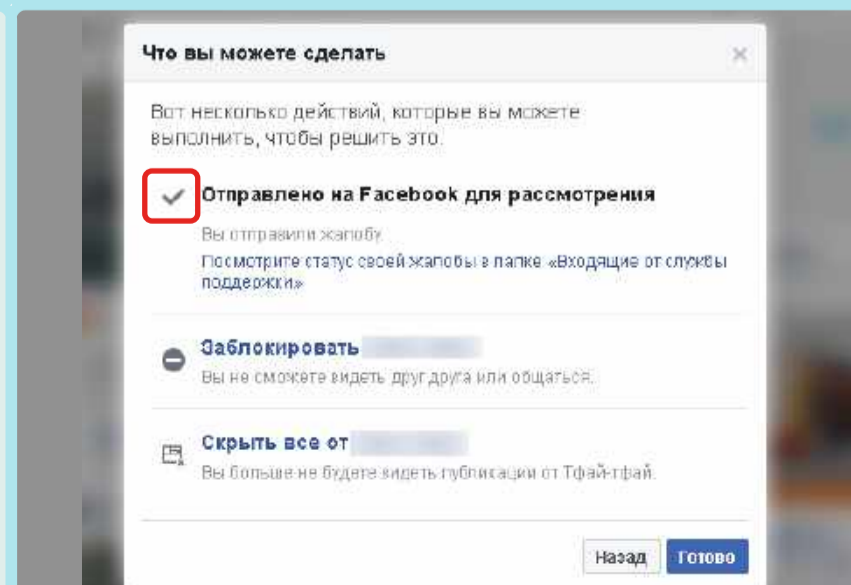 Что вы можете сделать
Вот несколько действий, которые вы можете
выполнить, чтобы решить это.
Отправлено на Facebook для рассмотрения
Вы отправили жалобу.
Посмотрите статус своей жалобы в папке «Входящие от службы
поддержки»
Заблокировать
Вы не сможете видеть друг друга или общаться.
Скрыть все от
Вы больше не будете видеть публикации от Тфай-тфай.
Назад Готово